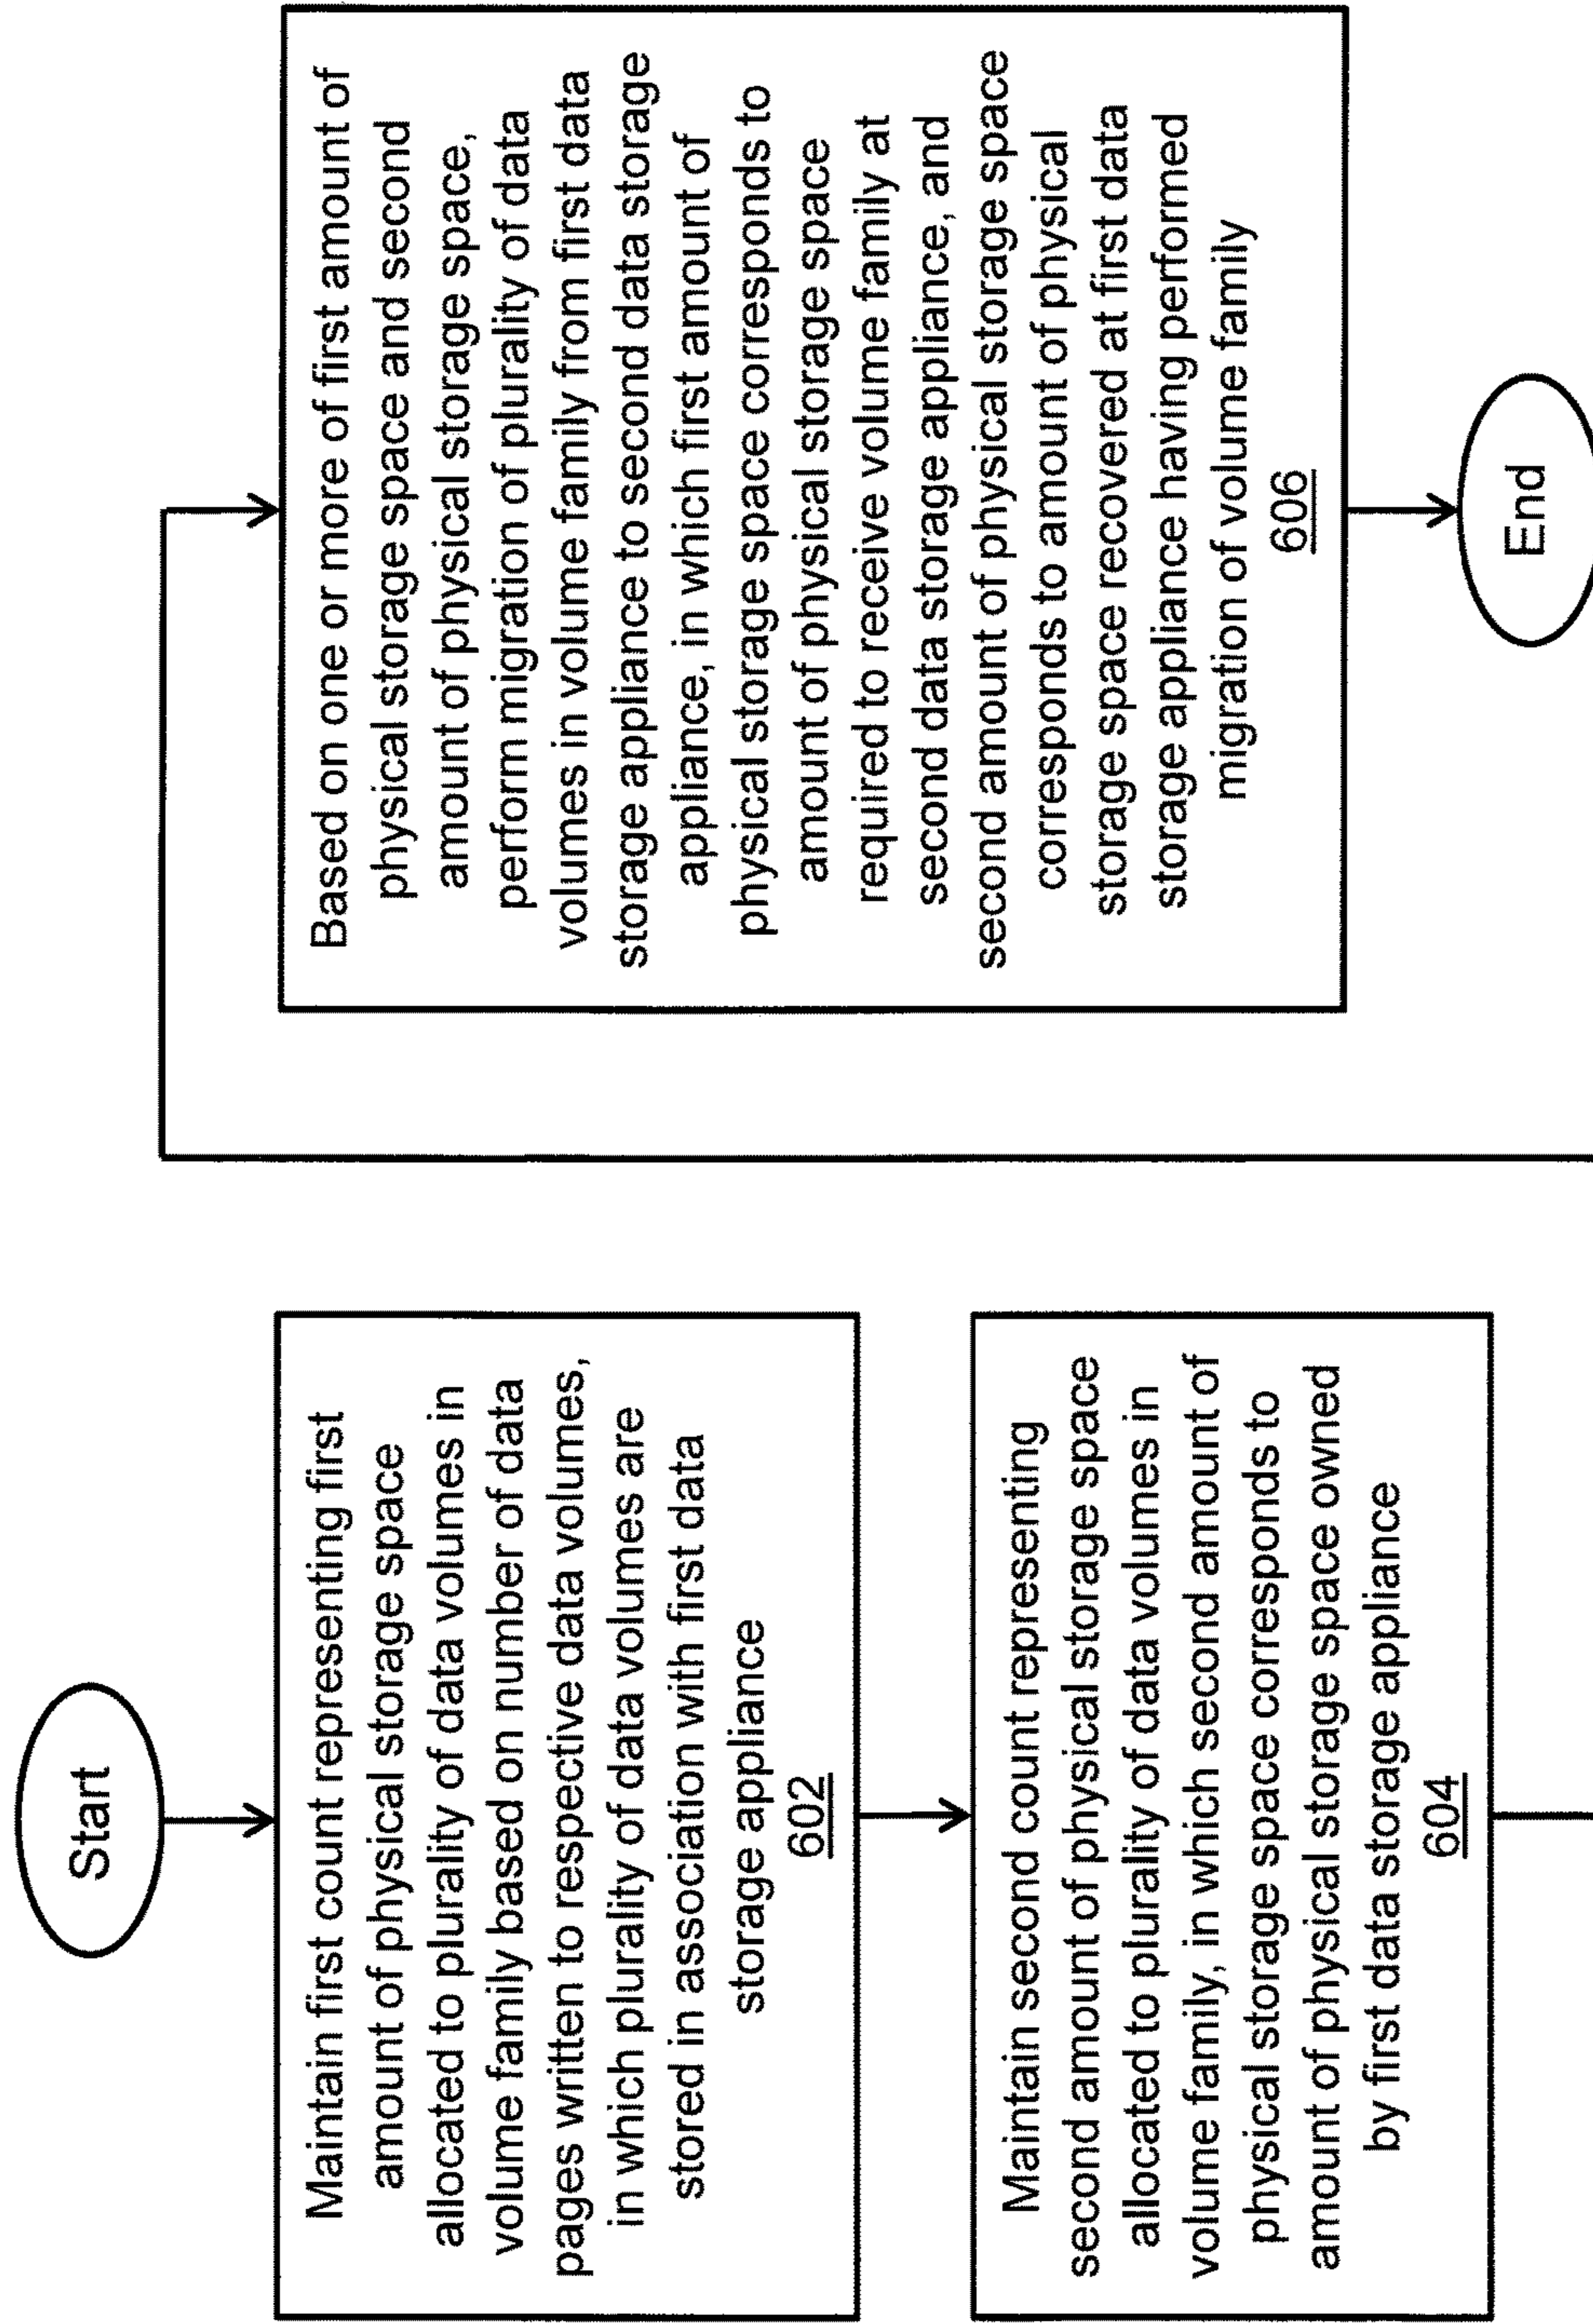 Start
Maintain first count representing first
amount of physical storage space
allocated to plurality of data volumes in
volume family based on number of data
pages written to respective data volumes,
in which plurality of data volumes are
stored in association with first data
storage appliance
602
Maintain second count representing
second amount of physical storage space
allocated to plurality of data volumes in
volume family, in which second amount of
physical storage space corresponds to
amount of physical storage space owned
by first data storage appliance
604
Based on one or more of first amount of
physical storage space and second
amount of physical storage space,
perform migration of plurality of data
volumes in volume family from first data
storage appliance to second data storage
appliance, in which first amount of
physical storage space corresponds to
amount of physical storage space
required to receive volume family at
second data storage appliance, and
second amount of physical storage space
corresponds to amount of physical
storage space recovered at first data
storage appliance having performed
migration of volume family
606
End